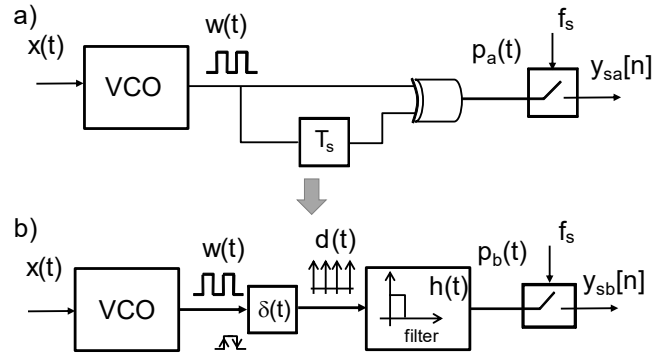 a)
x(t)
VCO
w(t)
T_s
p_a(t)
f_s
y_sa[n]
b)
x(t)
VCO
w(t)
δ(t)
d(t)
h(t)
filter
p_b(t)
f_s
y_sb[n]